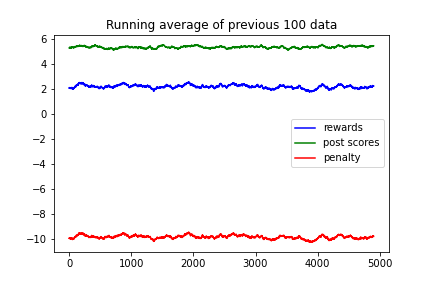 Running average of previous 100 data
6
4
2
0
−2
−4
−6
−8
−10
rewards
post scores
penalty
0 1000 2000 3000 4000 5000